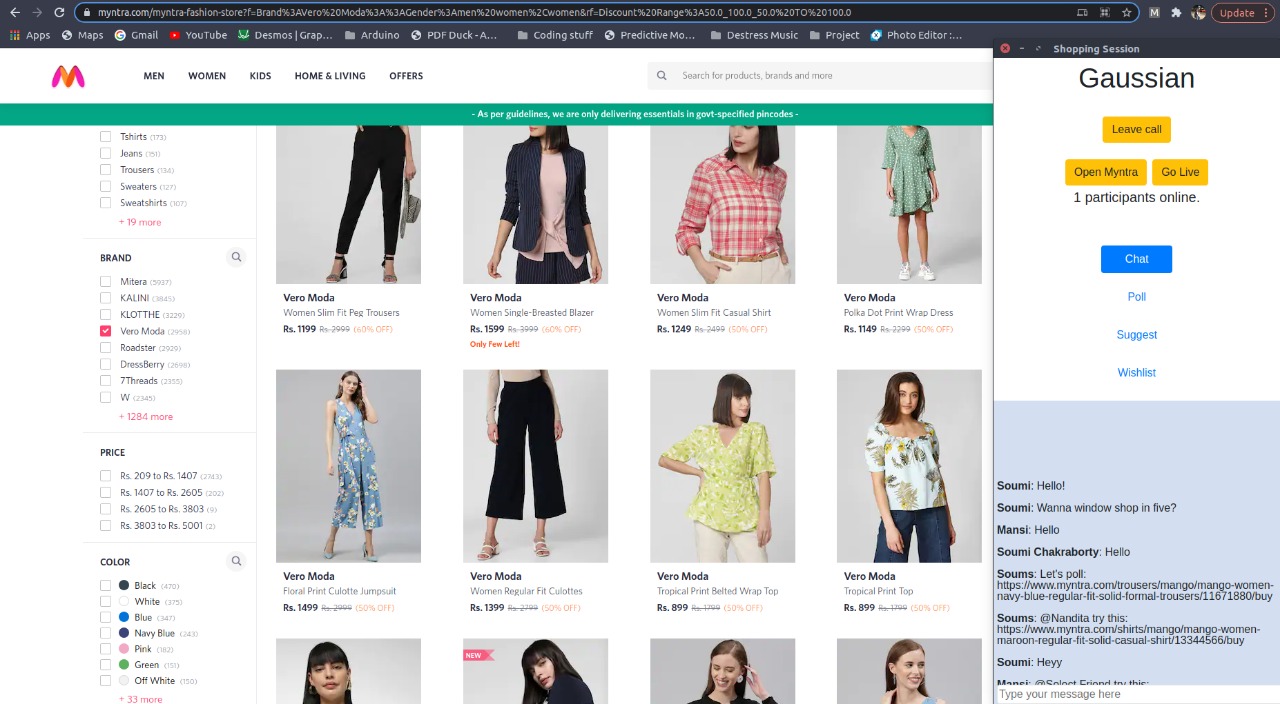 myntra.com/myntra-fashion-store?f=Brand%3AVero%20Moda%3A%3AGender%3Amen%20women%2Cwomen&rf=Discount%20Range%3A50.0_100.0_50.0%20TO%20100.0
M
Update
Apps
Maps
Gmail
YouTube
Desmos | Grap…
Arduino
PDF Duck - A…
Coding stuff
Predictive Mo…
Destress Music
Project
Photo Editor :…
MEN
WOMEN
KIDS
HOME & LIVING
OFFERS
Search for products, brands and more
- As per guidelines, we are only delivering essentials in govt-specified pincodes -
Tshirts (173)
Jeans (151)
Trousers (134)
Sweaters (127)
Sweatshirts (107)
+ 19 more
BRAND
Mitera (5937)
KALINI (3845)
KLOTTHE (3229)
Vero Moda (2958)
Roadster (2929)
DressBerry (2698)
7Threads (2355)
W (2345)
+ 1284 more
PRICE
Rs. 209 to Rs. 1407 (2743)
Rs. 1407 to Rs. 2605 (202)
Rs. 2605 to Rs. 3803 (9)
Rs. 3803 to Rs. 5001 (2)
COLOR
Black (470)
White (375)
Blue (347)
Navy Blue (243)
Pink (182)
Green (151)
Off White (150)
+ 33 more
Vero Moda
Women Slim Fit Peg Trousers
Rs. 1199 Rs. 2999 (60% OFF)
Vero Moda
Women Single-Breasted Blazer
Rs. 1599 Rs. 3999 (60% OFF)
Only Few Left!
Vero Moda
Women Slim Fit Casual Shirt
Rs. 1249 Rs. 2499 (50% OFF)
Vero Moda
Polka Dot Print Wrap Dress
Rs. 1149 Rs. 2299 (50% OFF)
Vero Moda
Floral Print Culotte Jumpsuit
Rs. 1499 Rs. 2999 (50% OFF)
Vero Moda
Women Regular Fit Culottes
Rs. 1399 Rs. 2799 (50% OFF)
Vero Moda
Tropical Print Belted Wrap Top
Rs. 899 Rs. 1799 (50% OFF)
Vero Moda
Tropical Print Top
Rs. 899 Rs. 1799 (50% OFF)
NEW
Shopping Session
Gaussian
Leave call
Open Myntra
Go Live
1 participants online.
Chat
Poll
Suggest
Wishlist
Soumi: Hello!
Soumi: Wanna window shop in five?
Mansi: Hello
Soumi Chakraborty: Hello
Soums: Let's poll:
https://www.myntra.com/trousers/mango/mango-women-
navy-blue-regular-fit-solid-formal-trousers/11671880/buy
Soums: @Nandita try this:
https://www.myntra.com/shirts/mango/mango-women-
maroon-regular-fit-solid-casual-shirt/13344566/buy
Soumi: Heyy
Mansi: @Select Friend try this:
Type your message here